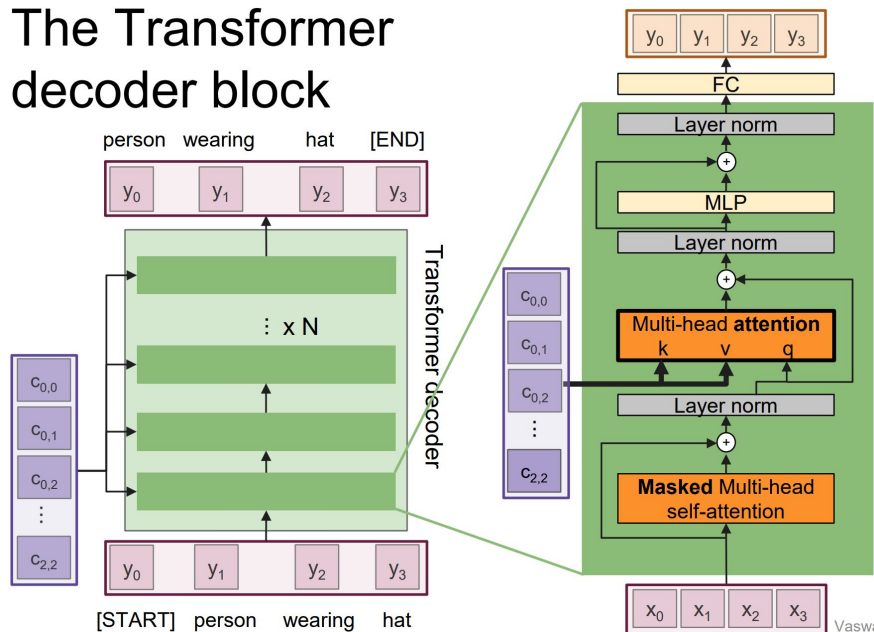 The Transformer
decoder block
person wearing hat [END]
y0 y1 y2 y3
Transformer decoder
⋮ x N
c0,0
c0,1
c0,2
⋮
c2,2
y0 y1 y2 y3
[START] person wearing hat
y0 y1 y2 y3
FC
Layer norm
+
MLP
Layer norm
+
Multi-head attention
k v q
Layer norm
+
Masked Multi-head
self-attention
c0,0
c0,1
c0,2
⋮
c2,2
x0 x1 x2 x3
Vaswa